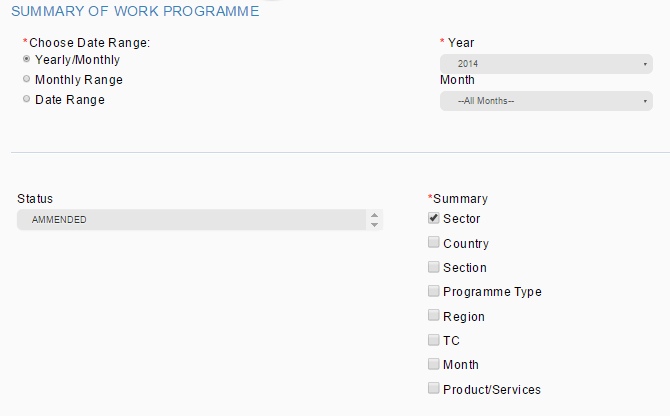 SUMMARY OF WORK PROGRAMME
*Choose Date Range:
Yearly/Monthly
Monthly Range
Date Range
* Year
2014
Month
--All Months--
Status
AMMENDED
*Summary
Sector
Country
Section
Programme Type
Region
TC
Month
Product/Services